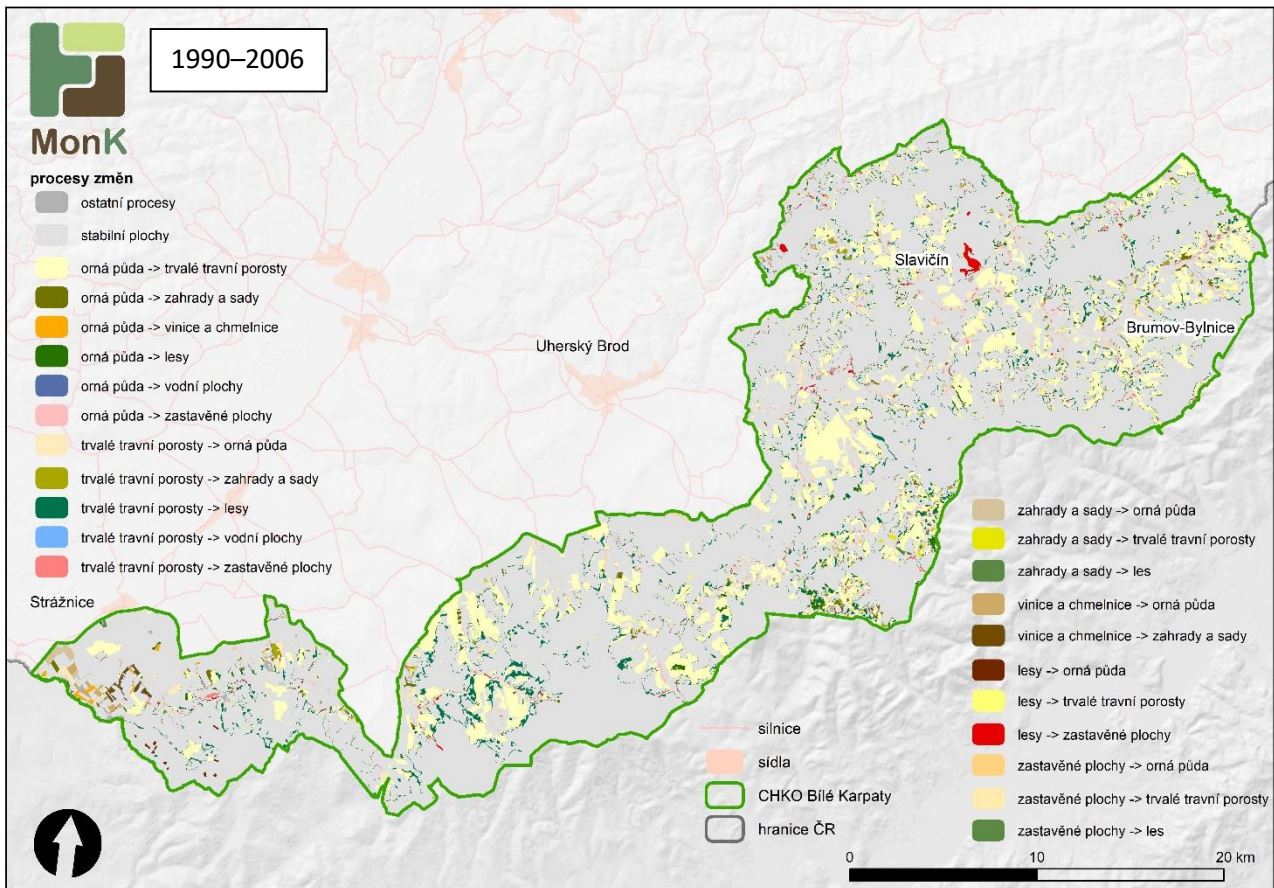 1990–2006
MonK
procesy změn
ostatní procesy
stabilní plochy
orná půda -> trvalé travní porosty
orná půda -> zahrady a sady
orná půda -> vinice a chmelnice
orná půda -> lesy
orná půda -> vodní plochy
orná půda -> zastavěné plochy
trvalé travní porosty -> orná půda
trvalé travní porosty -> zahrady a sady
trvalé travní porosty -> lesy
trvalé travní porosty -> vodní plochy
trvalé travní porosty -> zastavěné plochy
Slavičín
Brumov-Bylnice
Uherský Brod
Strážnice
zahrady a sady -> orná půda
zahrady a sady -> trvalé travní porosty
zahrady a sady -> les
vinice a chmelnice -> orná půda
vinice a chmelnice -> zahrady a sady
lesy -> orná půda
lesy -> trvalé travní porosty
lesy -> zastavěné plochy
zastavěné plochy -> orná půda
zastavěné plochy -> trvalé travní porosty
zastavěné plochy -> les
silnice
sídla
CHKO Bílé Karpaty
hranice ČR
0 10 20 km